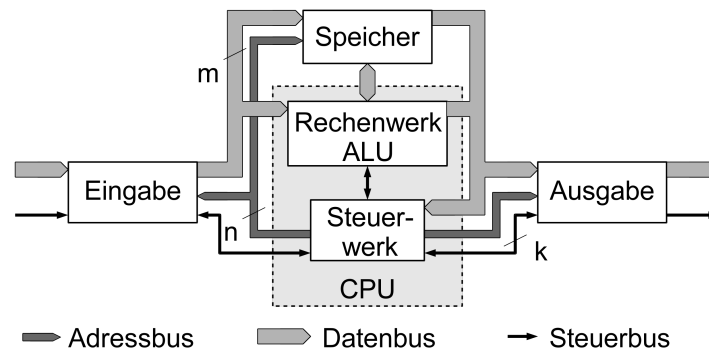 Speicher
m
Rechenwerk
ALU
Eingabe
Ausgabe
n
Steuer-
werk
k
CPU
Adressbus
Datenbus
Steuerbus